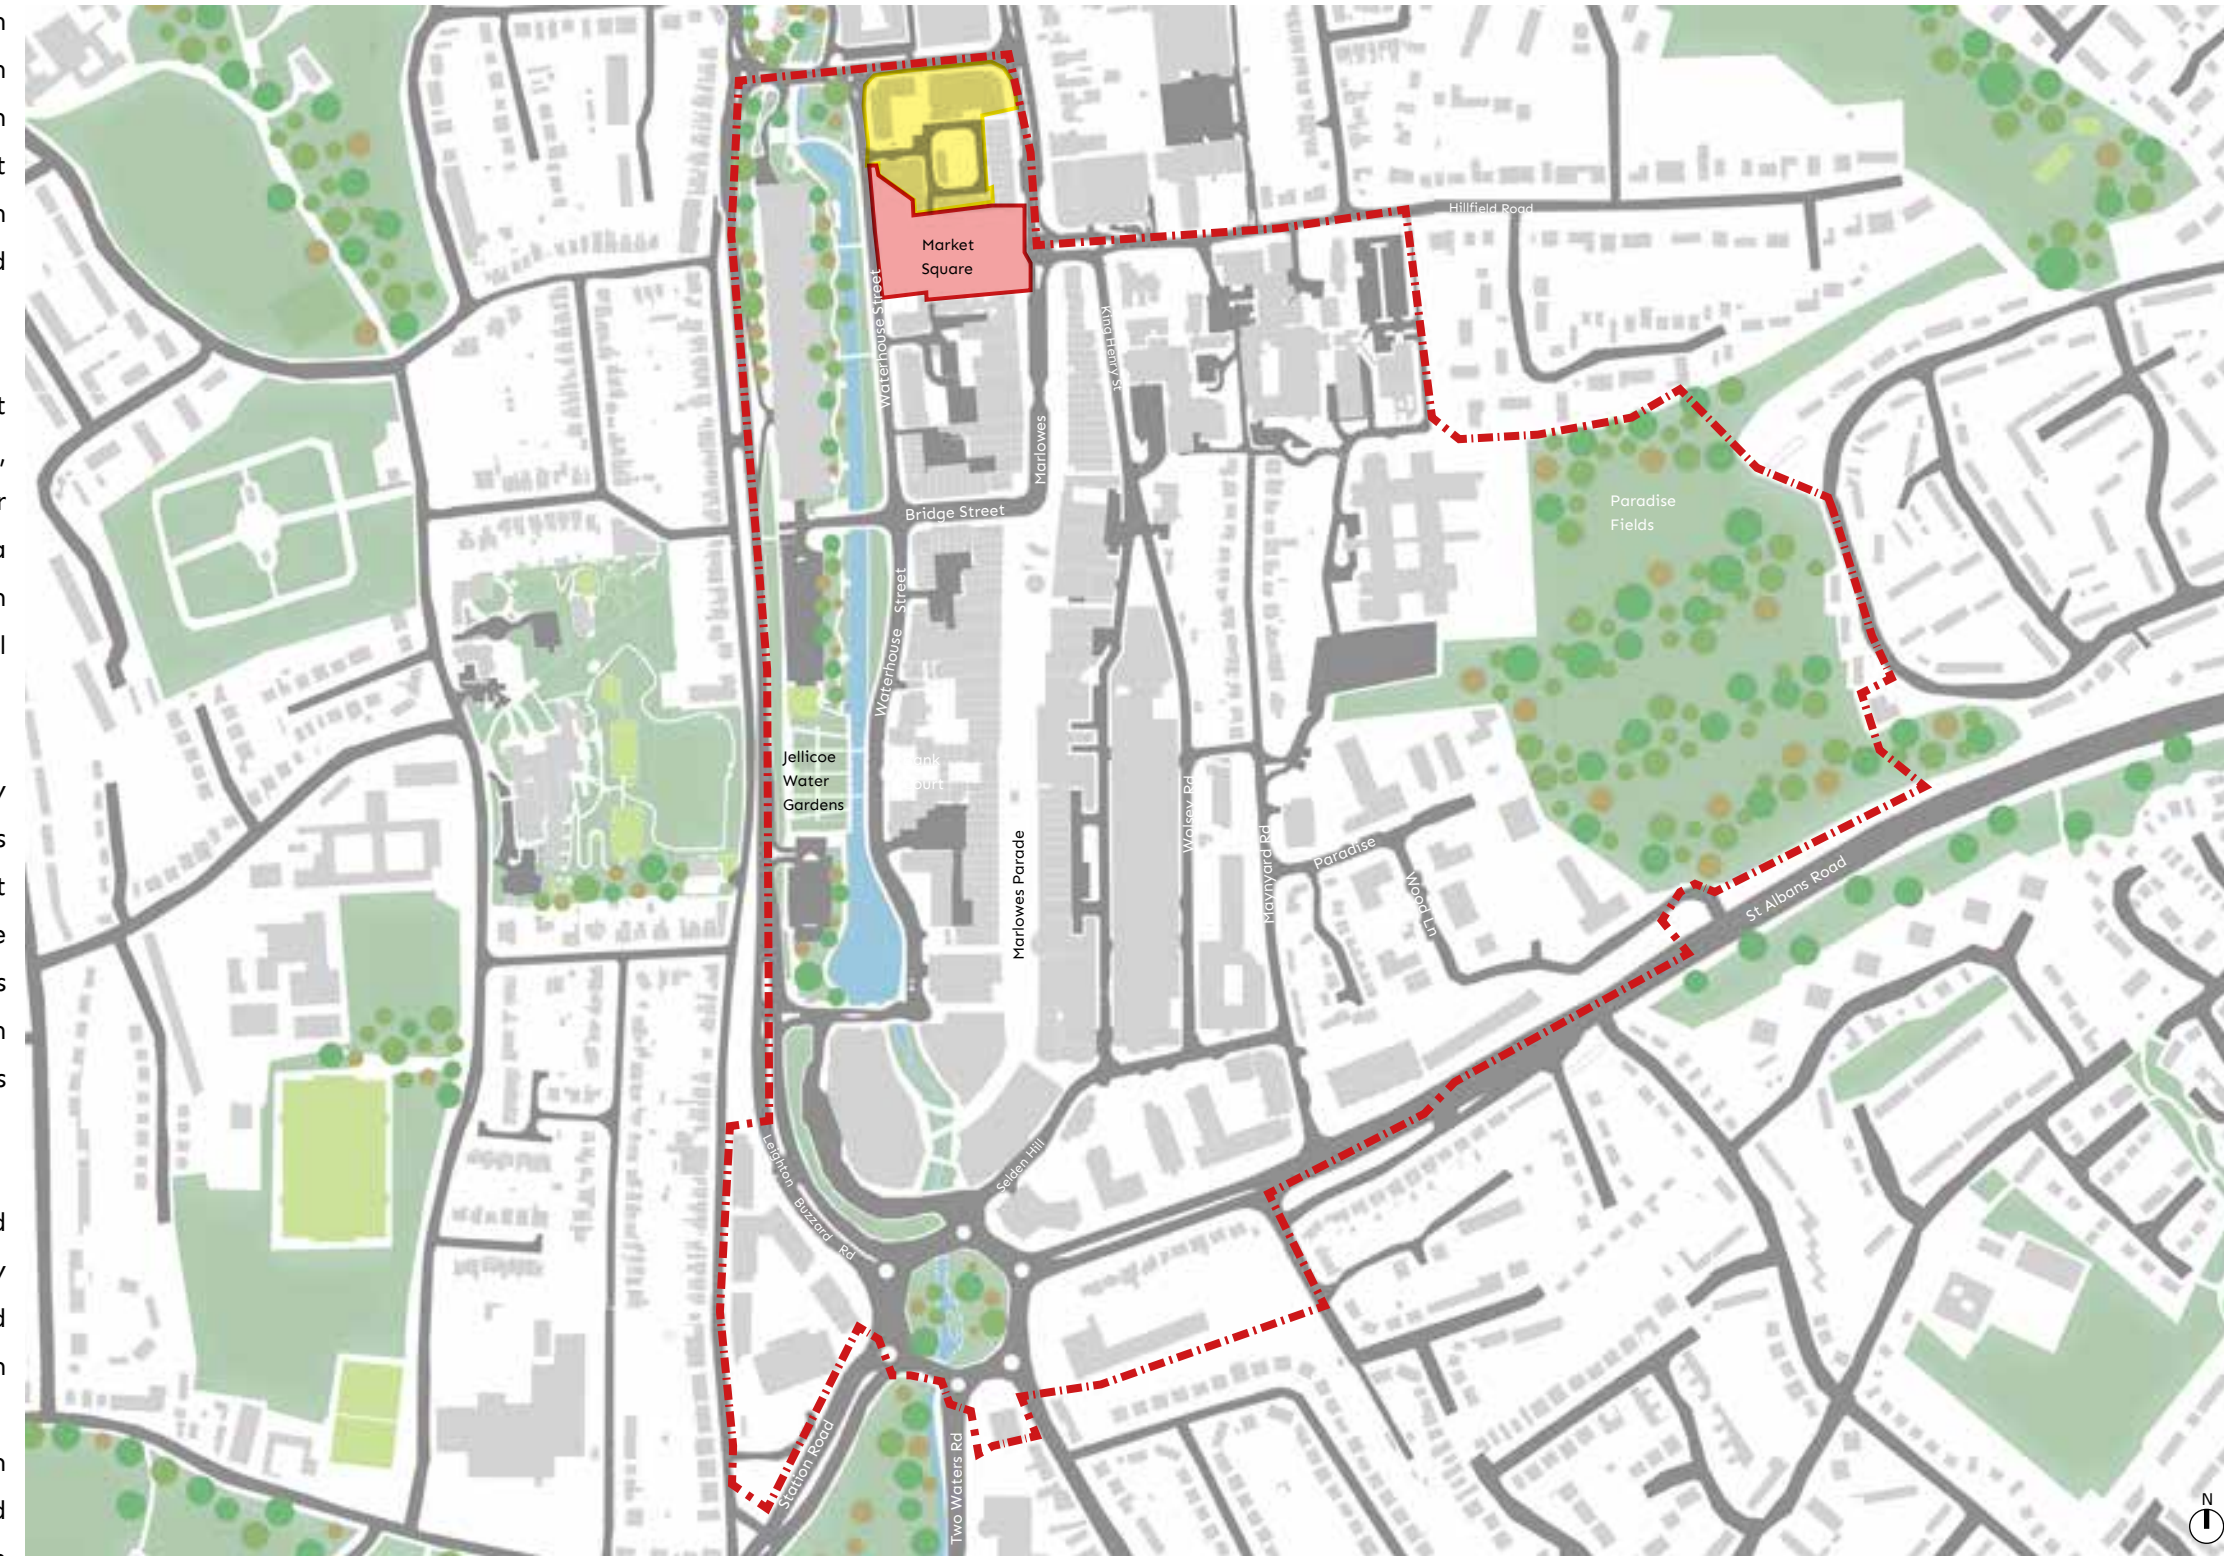 Hillfield Road
Market
Square
Waterhouse Street
King Henry St
Marlowes
Bridge Street
Paradise
Fields
Waterhouse Street
Jellicoe
Water
Gardens
Marlowes Parade
Wolsey Rd
Maynyard Rd
Paradise
Wood Ln
St Albans Road
Leighton Buzzard Rd
Selden Hill
Station Road
Two Waters Rd
N